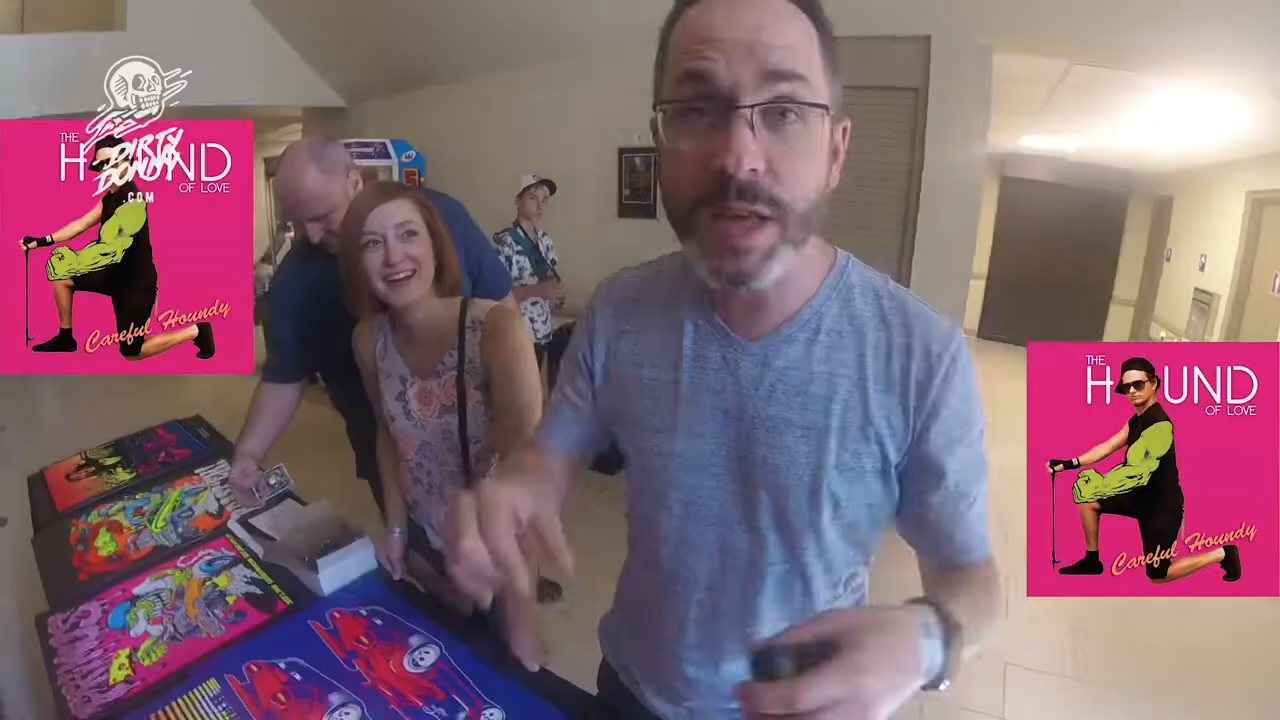 DIRTY
DONNY
.COM
THE
HOUND
OF LOVE
Careful Houndy
THE
HOUND
OF LOVE
Careful Houndy